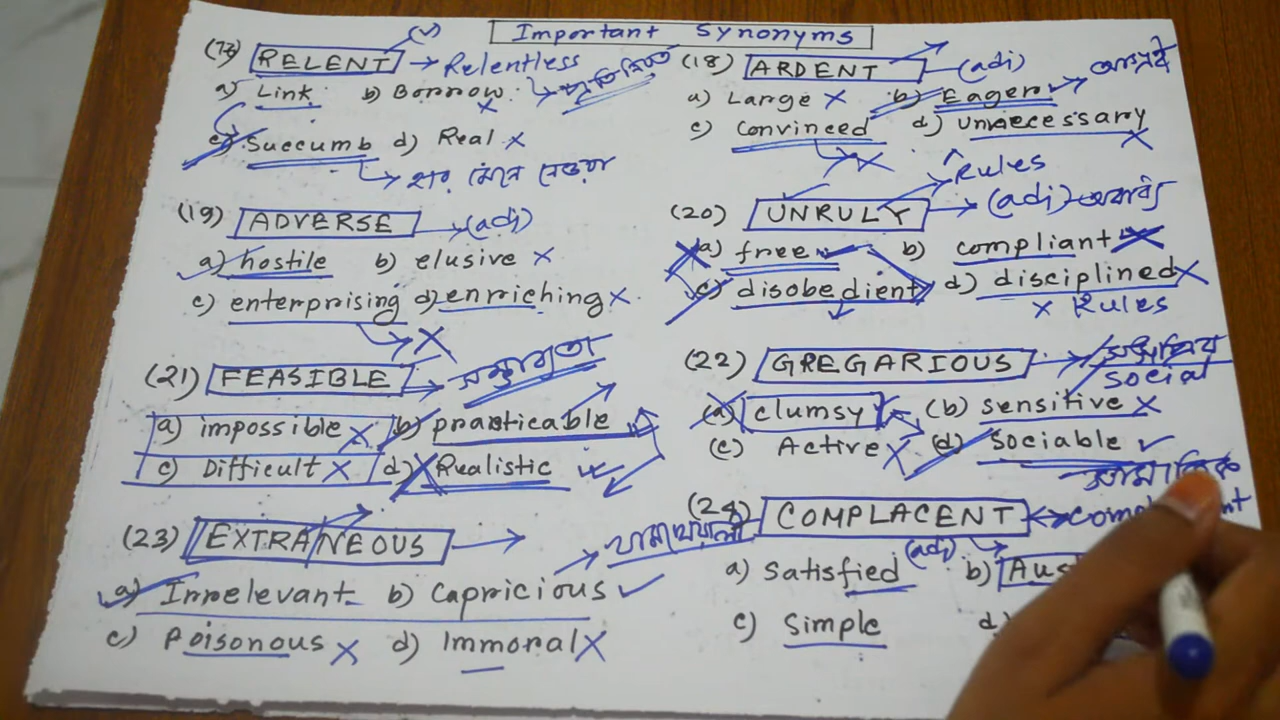 Important Synonyms
(17) RELENT → Relentless (v)
a) Link b) Borrow
c) Succumb d) Real
হার মেনে নেওয়া
(18) ARDENT (adj)
a) Large b) Eager
c) Convinced d) Unnecessary
(19) ADVERSE (adj)
a) hostile b) elusive
c) enterprising d) enriching
(20) UNRULY → (adj) Rules
a) free b) compliant
c) disobedient d) disciplined
Rules
(21) FEASIBLE →
a) impossible b) practicable
c) Difficult d) Realistic
(22) GREGARIOUS →
Social
(a) clumsy (b) sensitive
(c) Active (d) Sociable
(23) EXTRANEOUS →
a) Irrelevant b) Capricious
খামখেয়ালী
c) Poisonous d) Immoral
(24) COMPLACENT (adj)
a) Satisfied b)
c) Simple d)